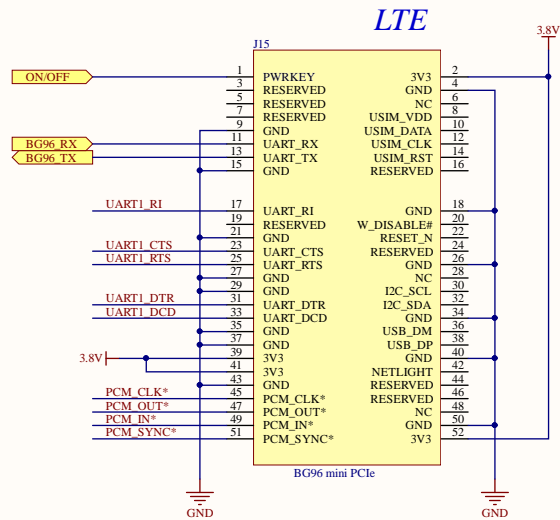 LTE
3.8V
J15
ON/OFF 1 PWRKEY 3V3 2
3 RESERVED GND 4
5 RESERVED NC 6
7 RESERVED USIM_VDD 8
9 GND USIM_DATA 10
BG96_RX 11 UART_RX USIM_CLK 12
BG96_TX 13 UART_TX USIM_RST 14
15 GND RESERVED 16
UART1_RI 17 UART_RI GND 18
19 RESERVED W_DISABLE# 20
21 GND RESET_N 22
UART1_CTS 23 UART_CTS RESERVED 24
UART1_RTS 25 UART_RTS GND 26
27 GND NC 28
29 GND I2C_SCL 30
UART1_DTR 31 UART_DTR I2C_SDA 32
UART1_DCD 33 UART_DCD GND 34
35 GND USB_DM 36
37 GND USB_DP 38
3.8V 39 3V3 GND 40
41 3V3 NETLIGHT 42
43 GND RESERVED 44
PCM_CLK* 45 PCM_CLK* RESERVED 46
PCM_OUT* 47 PCM_OUT* NC 48
PCM_IN* 49 PCM_IN* GND 50
PCM_SYNC* 51 PCM_SYNC* 3V3 52
BG96 mini PCIe
GND GND